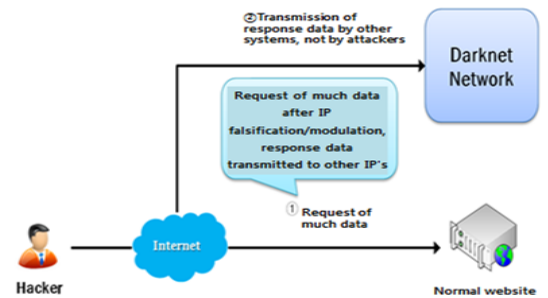 ②Transmission of
response data by other
systems, not by attackers
Darknet
Network
Request of much data
after IP
falsification/modulation,
response data
transmitted to other IP's
① Request of
much data
Internet
Hacker
Normal website